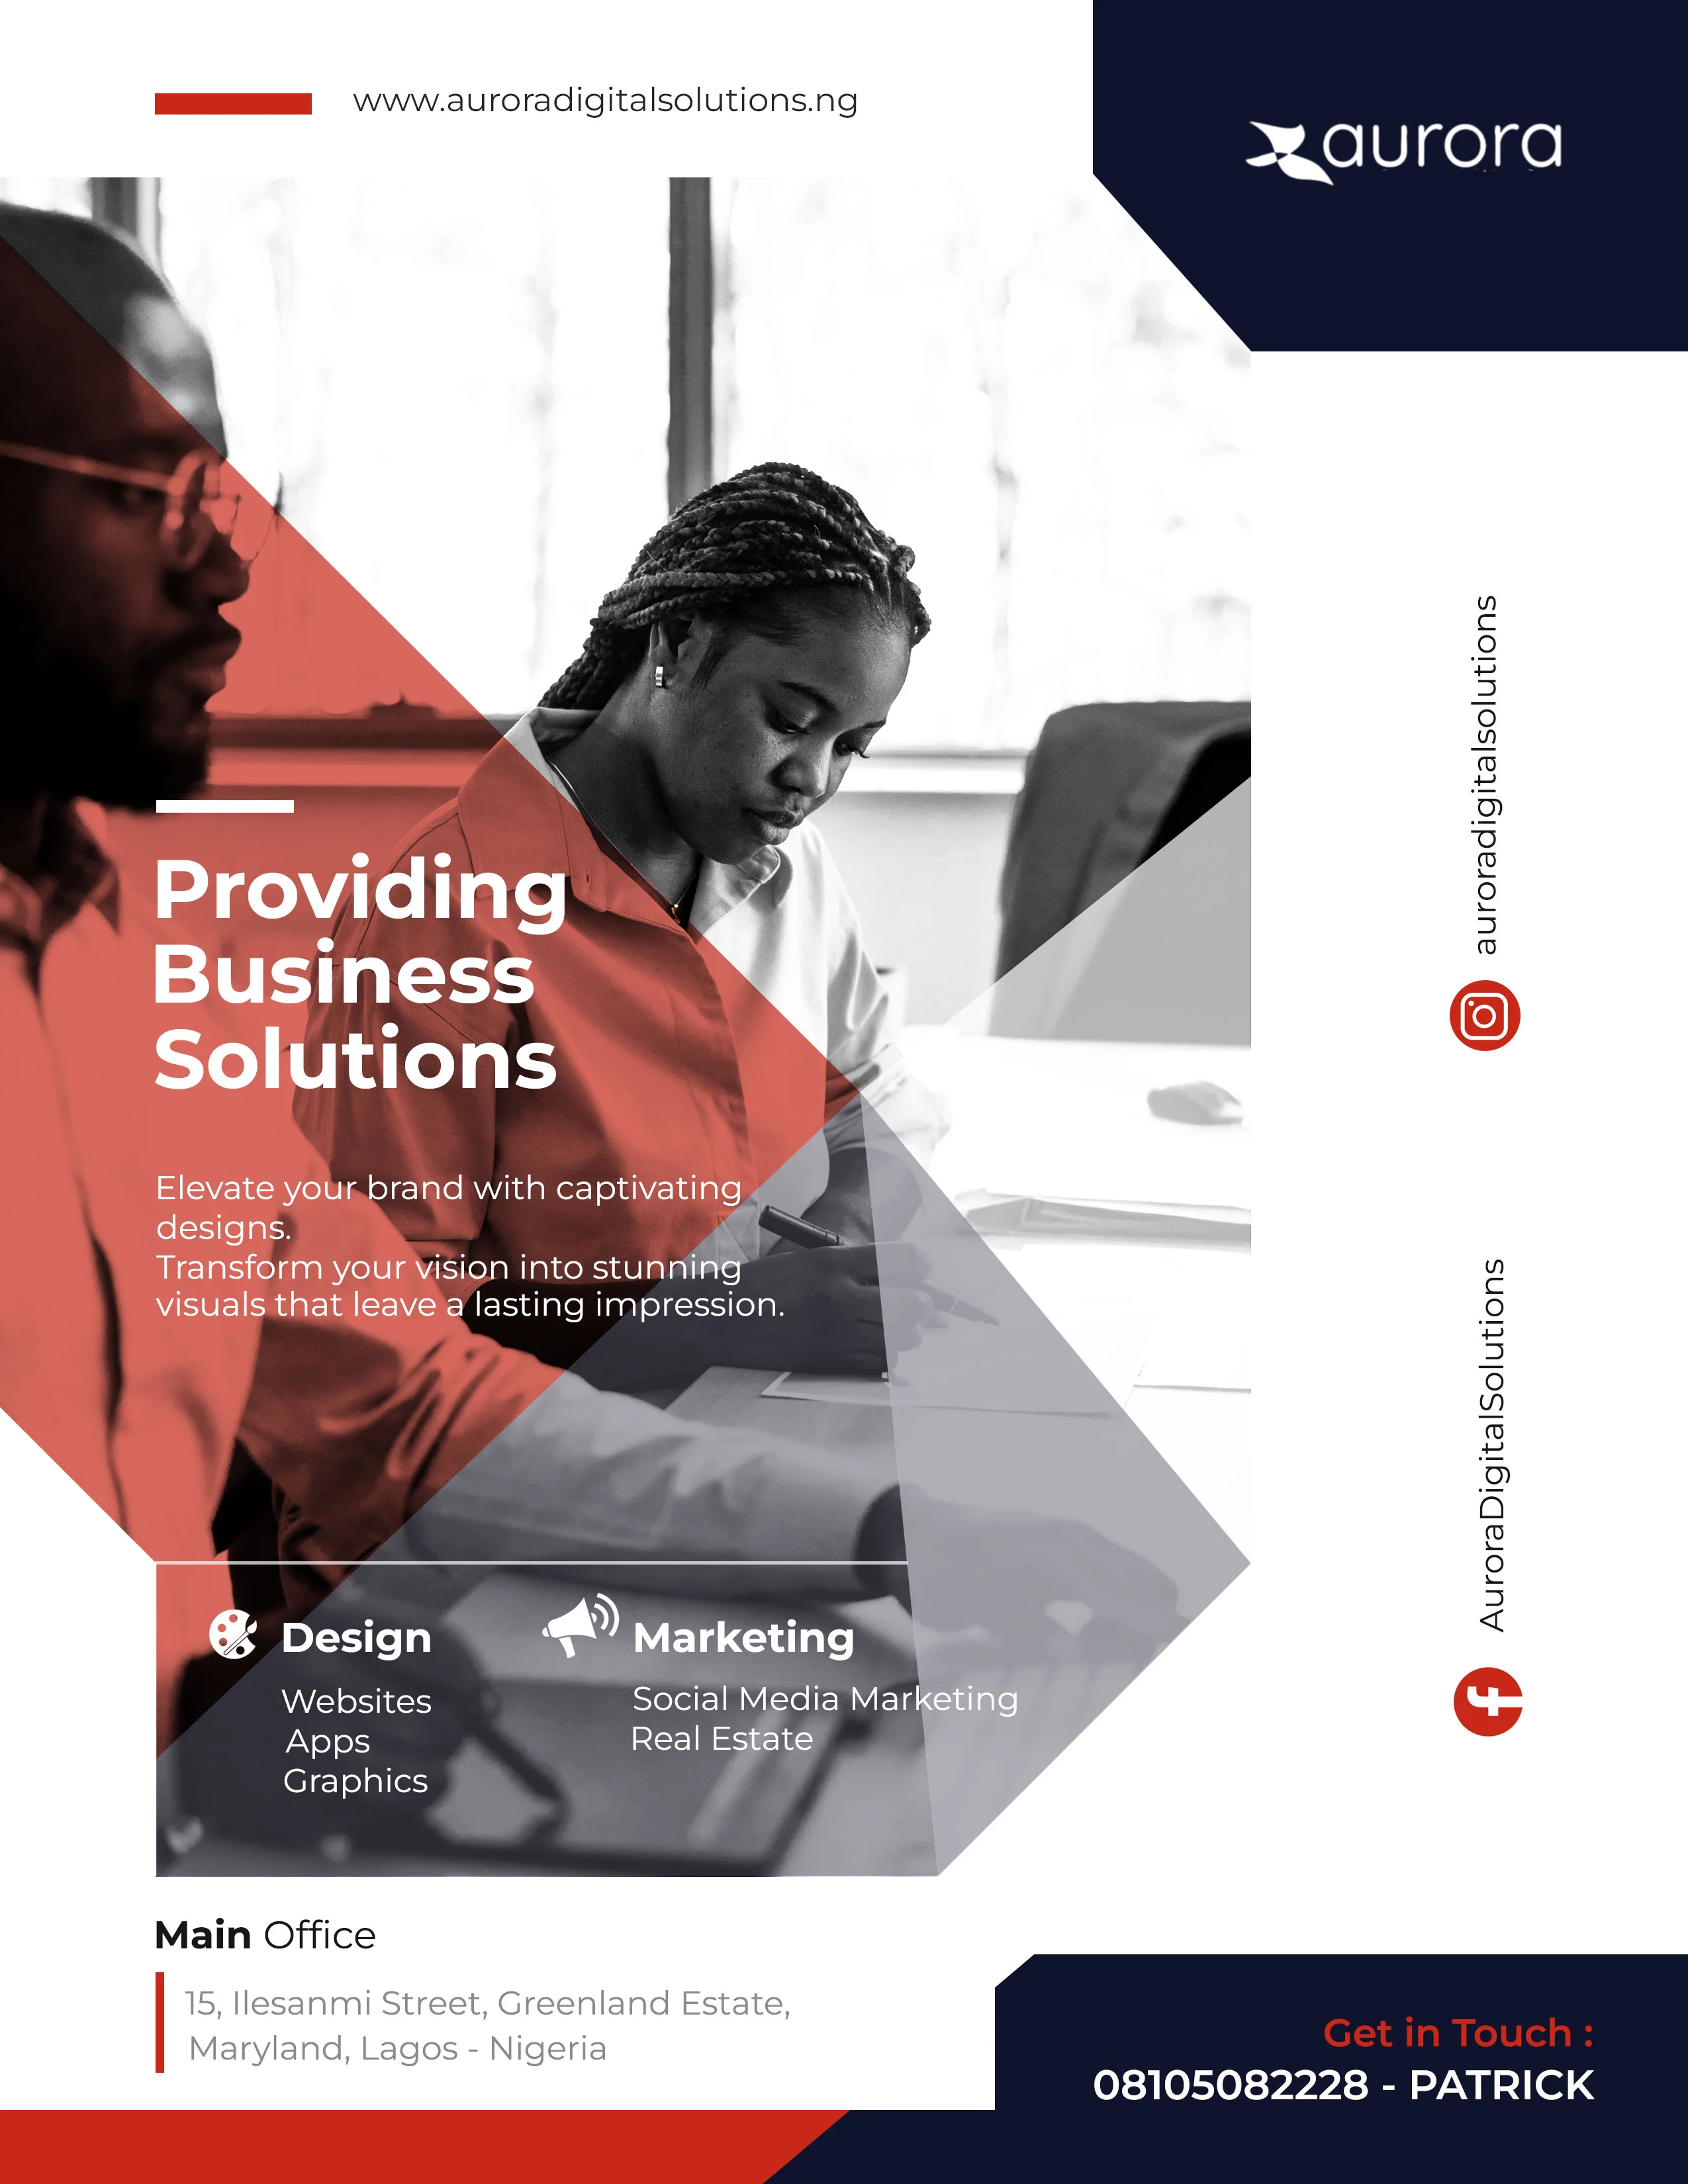 www.auroradigitalsolutions.ng
aurora
auroradigitalsolutions
AuroraDigitalSolutions
Providing
Business
Solutions
Elevate your brand with captivating
designs.
Transform your vision into stunning
visuals that leave a lasting impression.
Design
Websites
Apps
Graphics
Marketing
Social Media Marketing
Real Estate
Main Office
15, Ilesanmi Street, Greenland Estate,
Maryland, Lagos - Nigeria
Get in Touch :
08105082228 - PATRICK